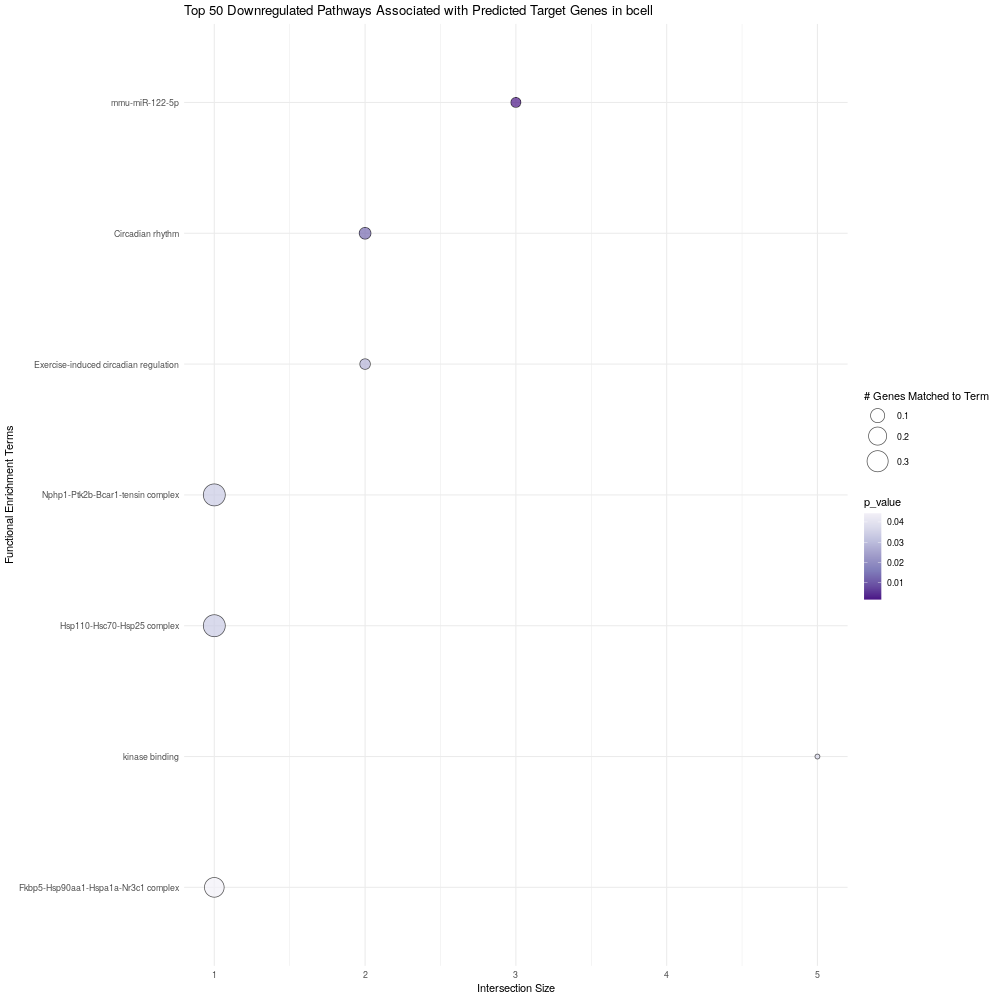 Top 50 Downregulated Pathways Associated with Predicted Target Genes in bcell
Functional Enrichment Terms
mmu-miR-122-5p
Circadian rhythm
Exercise-induced circadian regulation
Nphp1-Ptk2b-Bcar1-tensin complex
Hsp110-Hsc70-Hsp25 complex
kinase binding
Fkbp5-Hsp90aa1-Hspa1a-Nr3c1 complex
1
2
3
4
5
Intersection Size
# Genes Matched to Term
0.1
0.2
0.3
p_value
0.04
0.03
0.02
0.01